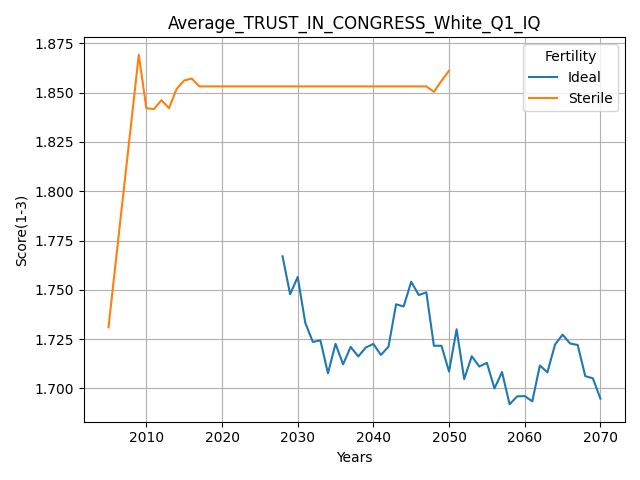 Average_TRUST_IN_CONGRESS_White_Q1_IQ
Fertility
Ideal
Sterile
Score(1-3)
1.875
1.850
1.825
1.800
1.775
1.750
1.725
1.700
2010 2020 2030 2040 2050 2060 2070
Years